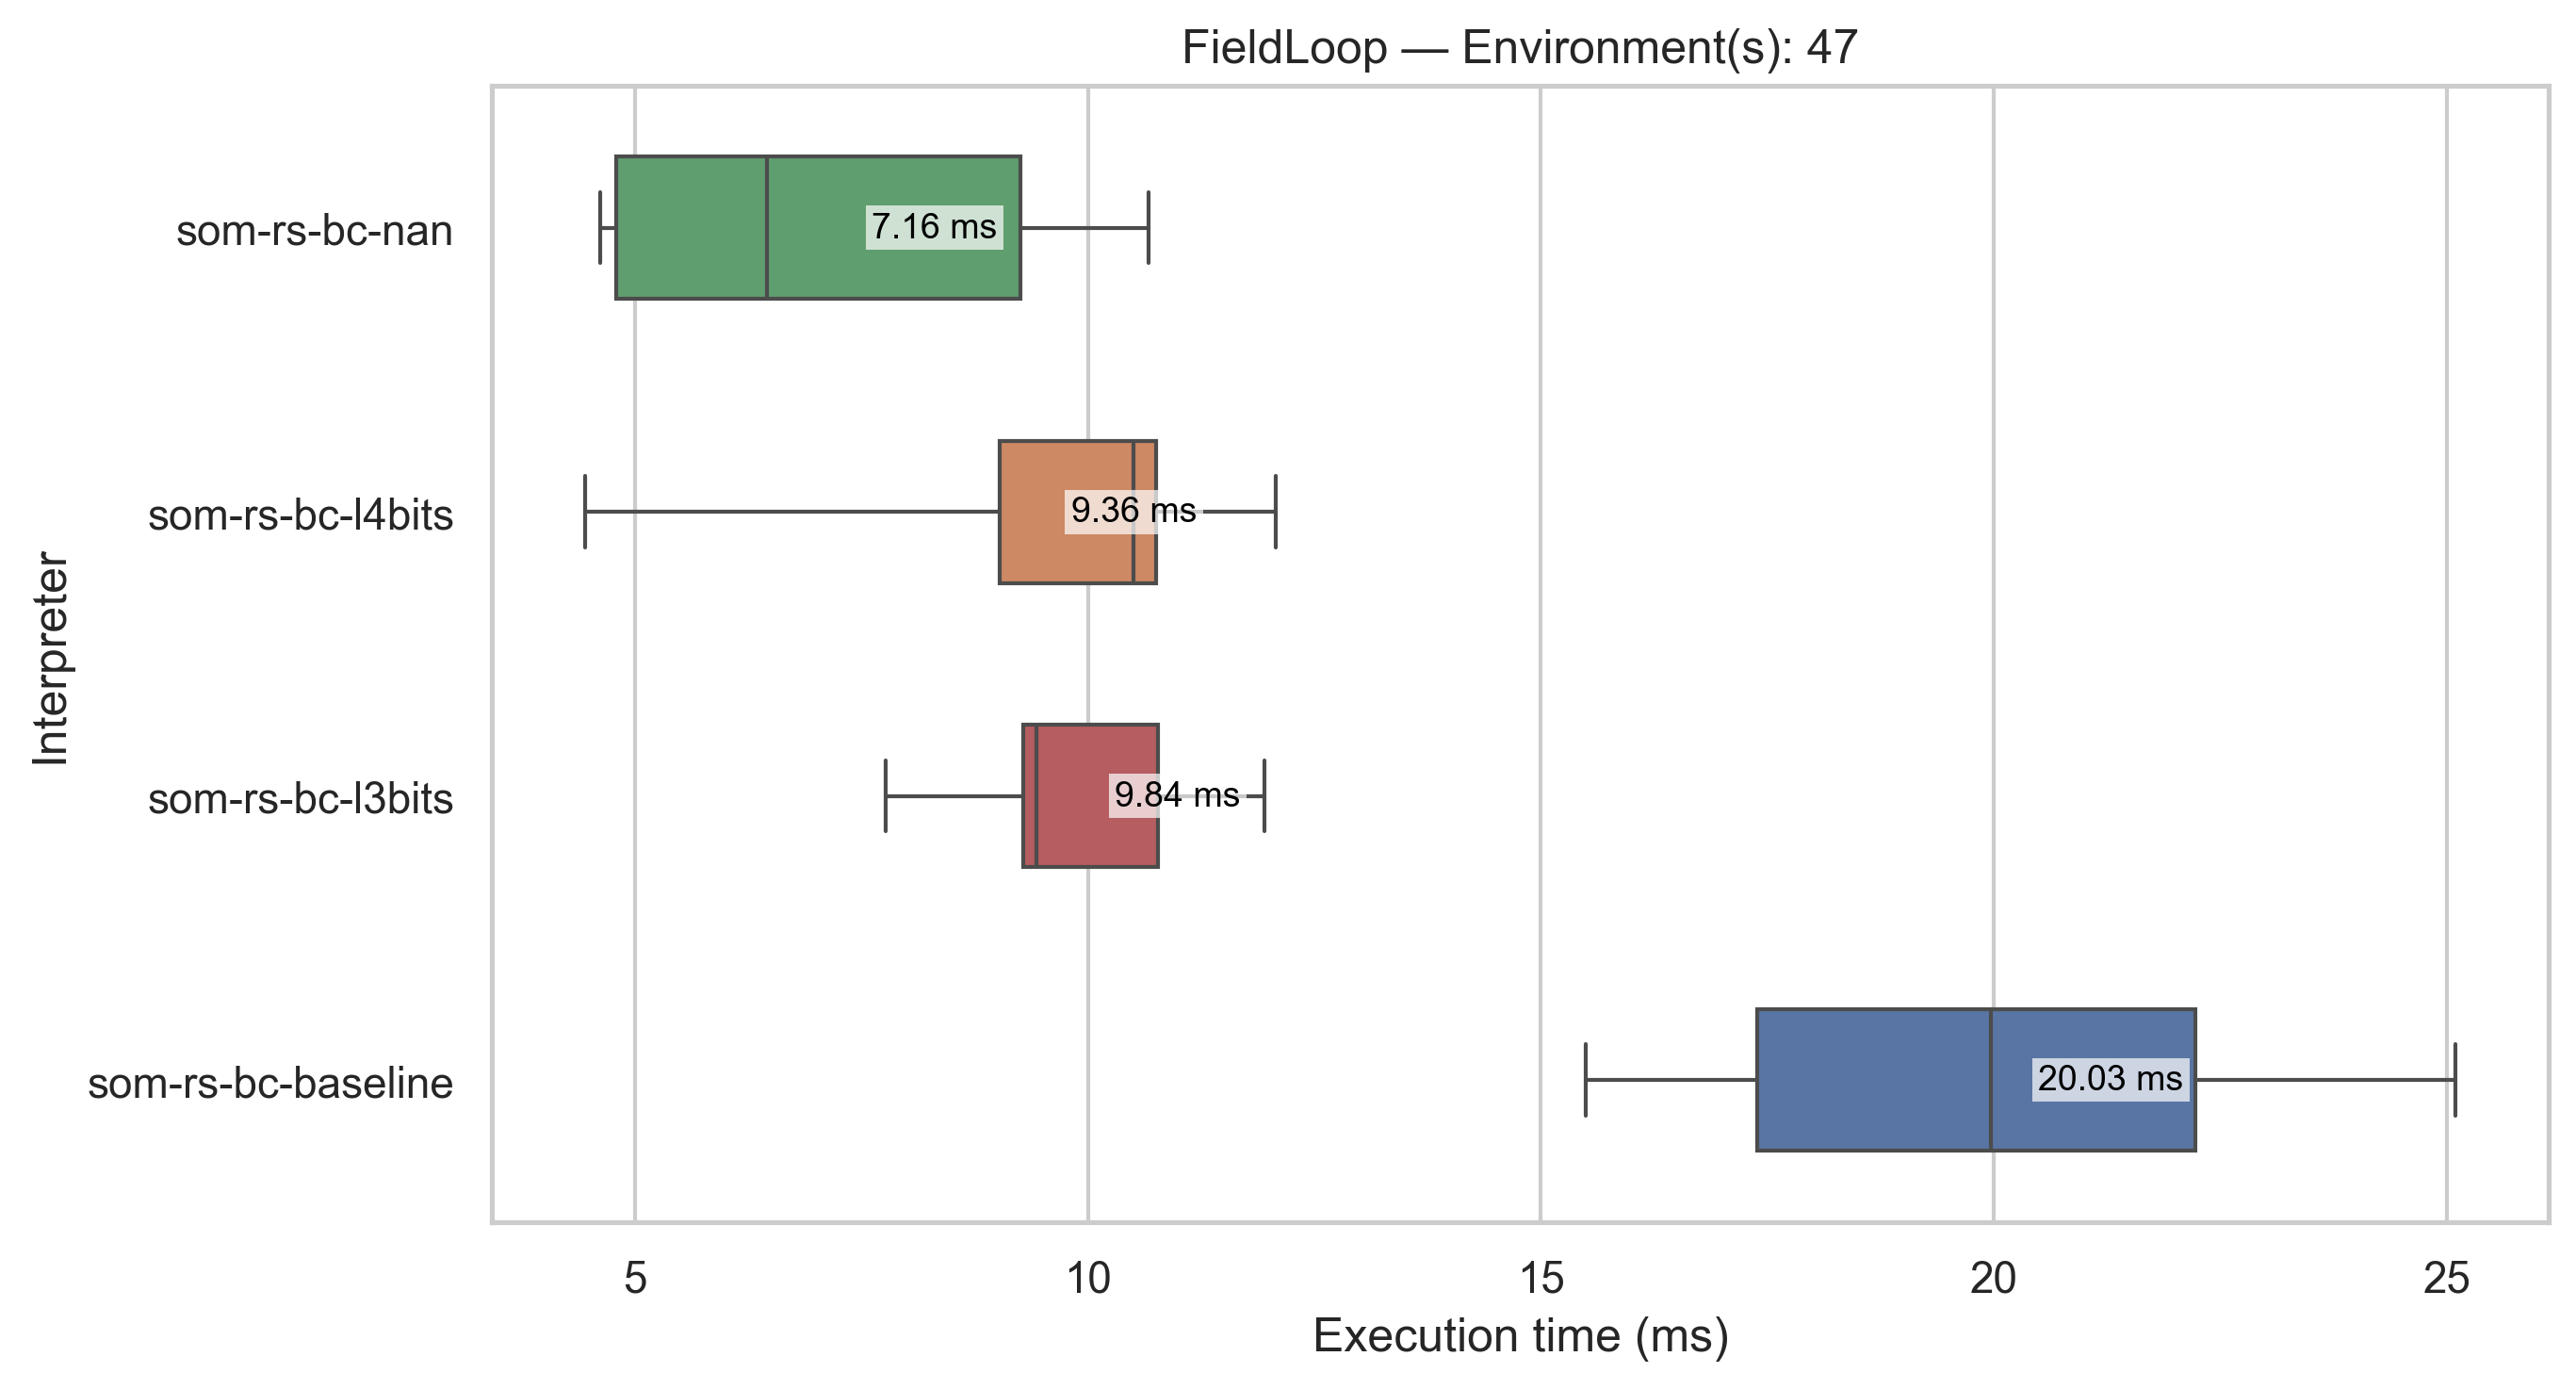 FieldLoop — Environment(s): 47
som-rs-bc-nan
7.16 ms
som-rs-bc-l4bits
9.36 ms
som-rs-bc-l3bits
9.84 ms
som-rs-bc-baseline
20.03 ms
Interpreter
5 10 15 20 25
Execution time (ms)